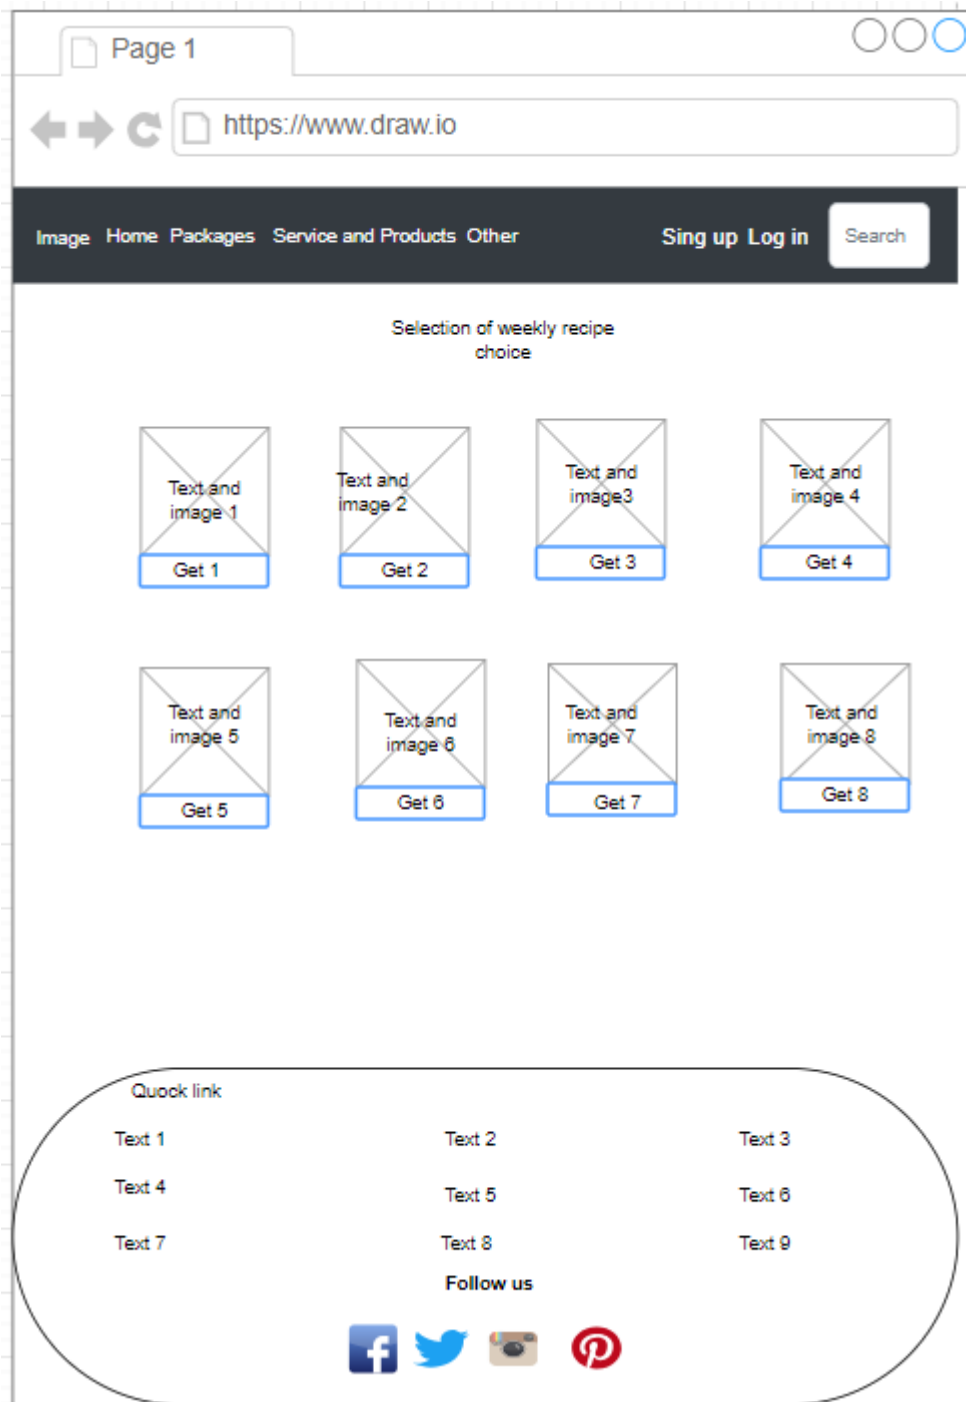 Page 1
https://www.draw.io
Image Home Packages Service and Products Other Sing up Log in Search
Selection of weekly recipe
choice
Text and
image 1
Get 1
Text and
image 2
Get 2
Text and
image3
Get 3
Text and
image 4
Get 4
Text and
image 5
Get 5
Text and
image 6
Get 6
Text and
image 7
Get 7
Text and
image 8
Get 8
Quock link
Text 1 Text 2 Text 3
Text 4 Text 5 Text 6
Text 7 Text 8 Text 9
Follow us